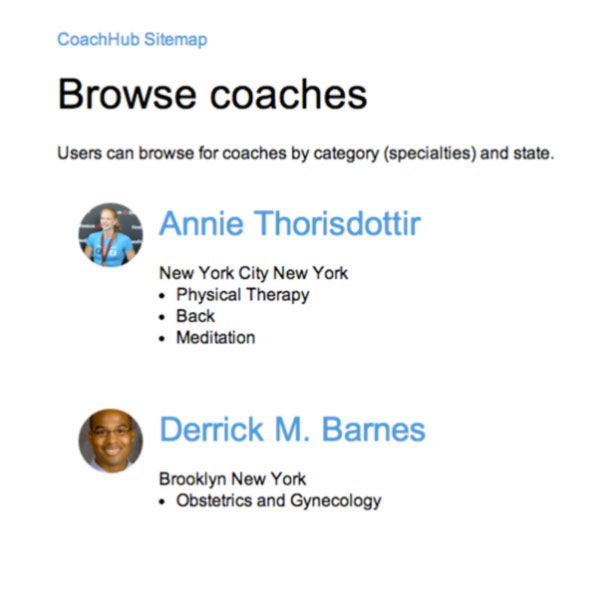 CoachHub Sitemap
Browse coaches
Users can browse for coaches by category (specialties) and state.
Annie Thorisdottir
New York City New York
• Physical Therapy
• Back
• Meditation
Derrick M. Barnes
Brooklyn New York
• Obstetrics and Gynecology